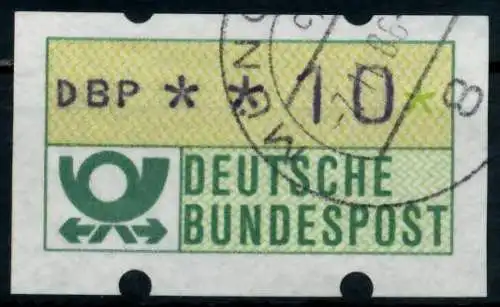 DBP * * 10*
DEUTSCHE
BUNDESPOST